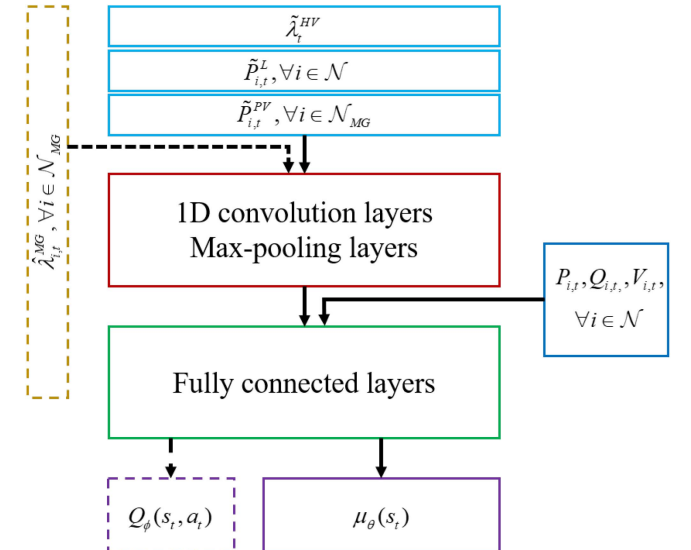 λ̃_t^{HV}
P̃_{i,t}^{L}, ∀i ∈ 𝒩
P̃_{i,t}^{PV}, ∀i ∈ 𝒩_{MG}
λ̂_{i,t}^{MG}, ∀i ∈ 𝒩_{MG}
1D convolution layers
Max-pooling layers
P_{i,t}, Q_{i,t,}, V_{i,t},
∀i ∈ 𝒩
Fully connected layers
Q_ϕ(s_t, a_t)
μ_θ(s_t)